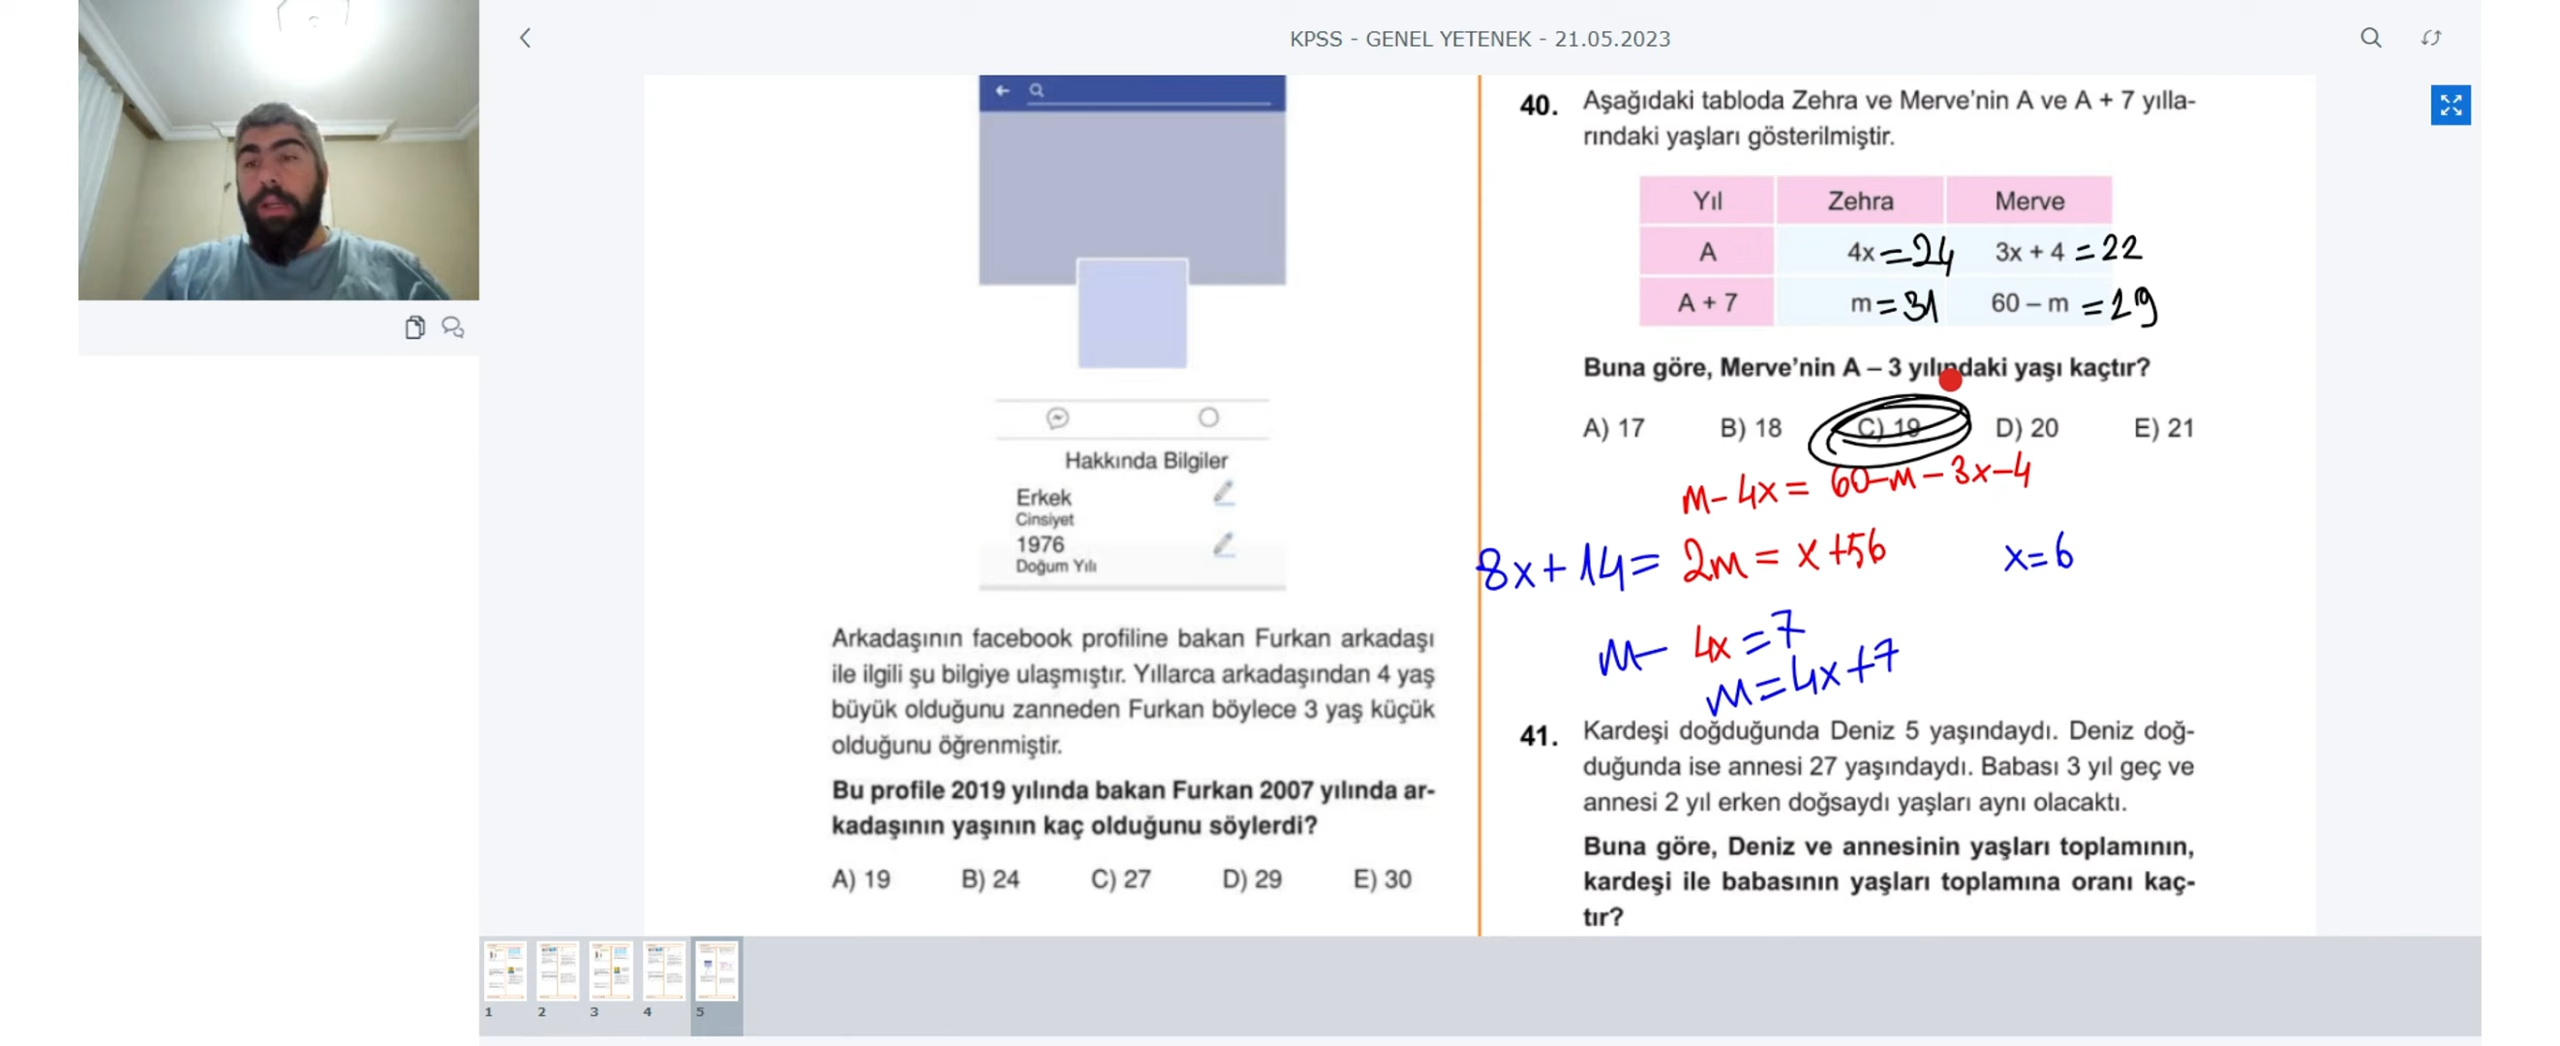 KPSS - GENEL YETENEK - 21.05.2023
Hakkında Bilgiler
Erkek
Cinsiyet
1976
Doğum Yılı
Arkadaşının facebook profiline bakan Furkan arkadaşı
ile ilgili şu bilgiye ulaşmıştır. Yıllarca arkadaşından 4 yaş
büyük olduğunu zanneden Furkan böylece 3 yaş küçük
olduğunu öğrenmiştir.
Bu profile 2019 yılında bakan Furkan 2007 yılında ar-
kadaşının yaşının kaç olduğunu söylerdi?
A) 19 B) 24 C) 27 D) 29 E) 30
40. Aşağıdaki tabloda Zehra ve Merve'nin A ve A + 7 yılla-
rındaki yaşları gösterilmiştir.
Yıl Zehra Merve
A 4x =24 3x + 4 =22
A + 7 m =31 60 – m =29
Buna göre, Merve'nin A – 3 yılındaki yaşı kaçtır?
A) 17 B) 18 C) 19 D) 20 E) 21
m-4x= 60-m-3x-4
8x+14= 2m = x+56 x=6
m- 4x =7
m=4x+7
41. Kardeşi doğduğunda Deniz 5 yaşındaydı. Deniz doğ-
duğunda ise annesi 27 yaşındaydı. Babası 3 yıl geç ve
annesi 2 yıl erken doğsaydı yaşları aynı olacaktı.
Buna göre, Deniz ve annesinin yaşları toplamının,
kardeşi ile babasının yaşları toplamına oranı kaç-
tır?
1 2 3 4 5